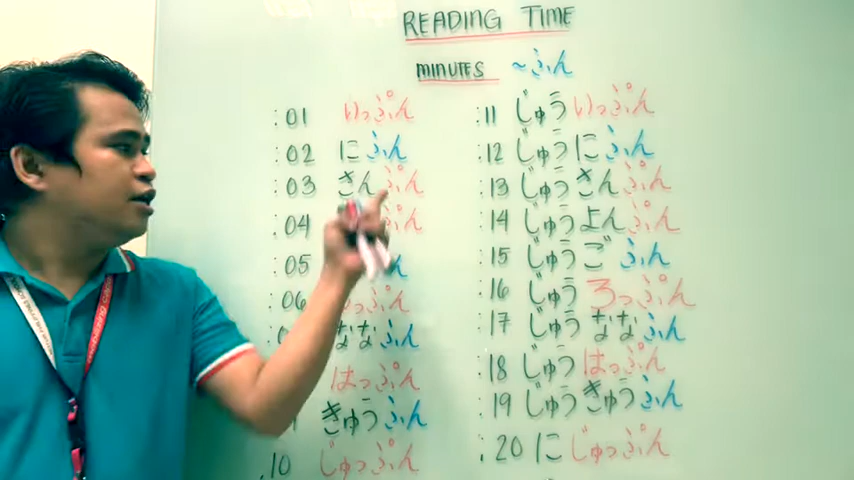 READING TIME
MINUTES ~ふん
:01 いっぷん
:02 にふん
:03 さんぷん
:04 ぷん
:05 ん
:06 っぷん
ななふん
はっぷん
きゅうふん
:10 じゅっぷん
:11 じゅういっぷん
:12 じゅうにふん
:13 じゅうさんぷん
:14 じゅうよんぷん
:15 じゅうごふん
:16 じゅうろっぷん
:17 じゅうななふん
:18 じゅうはっぷん
:19 じゅうきゅうふん
:20 にじゅっぷん